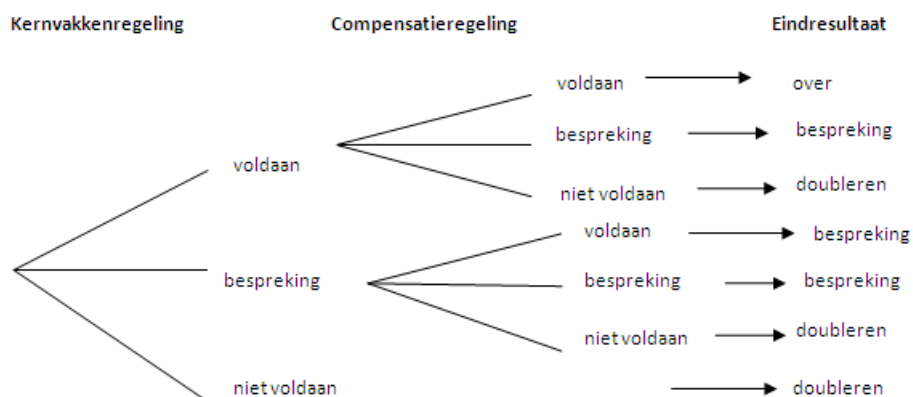 Kernvakkenregeling Compensatieregeling Eindresultaat
voldaan over
bespreking bespreking
voldaan
niet voldaan doubleren
voldaan bespreking
bespreking bespreking bespreking
niet voldaan doubleren
niet voldaan doubleren